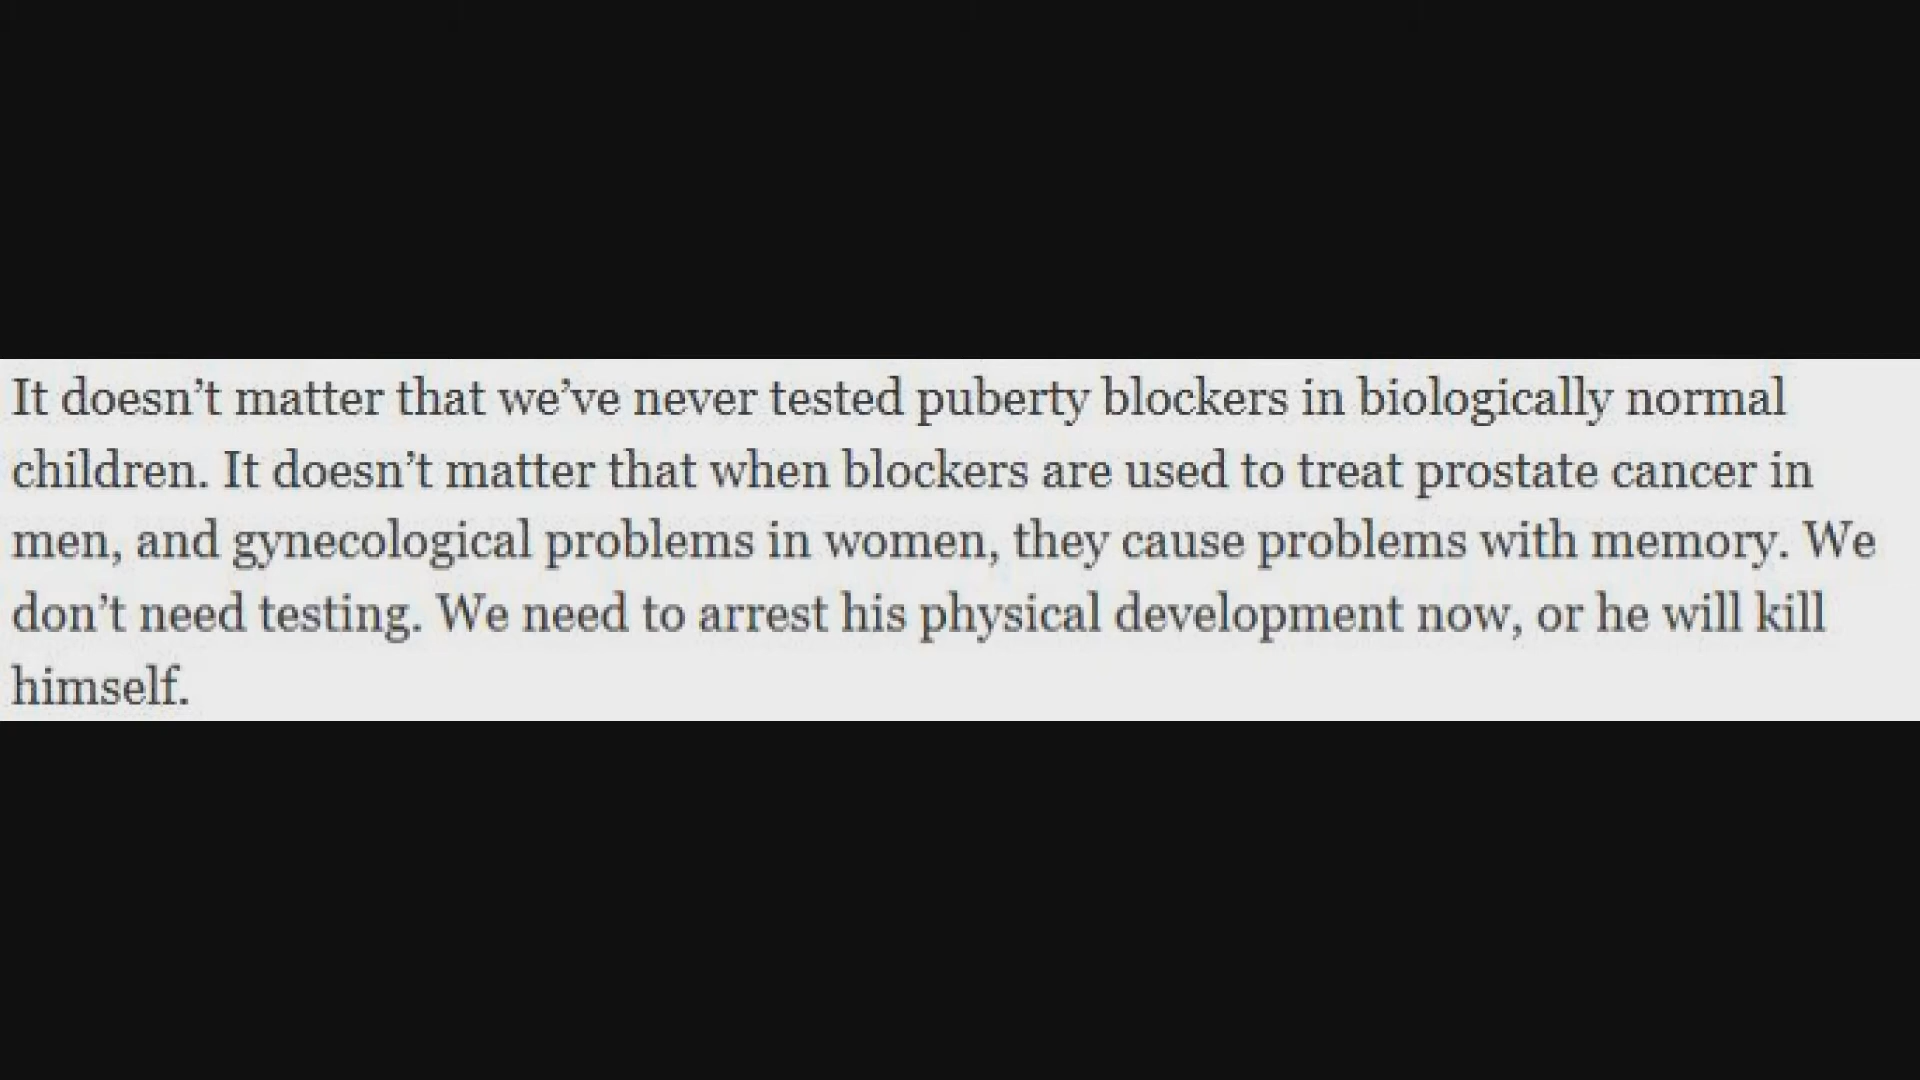 It doesn’t matter that we’ve never tested puberty blockers in biologically normal
children. It doesn’t matter that when blockers are used to treat prostate cancer in
men, and gynecological problems in women, they cause problems with memory. We
don’t need testing. We need to arrest his physical development now, or he will kill
himself.